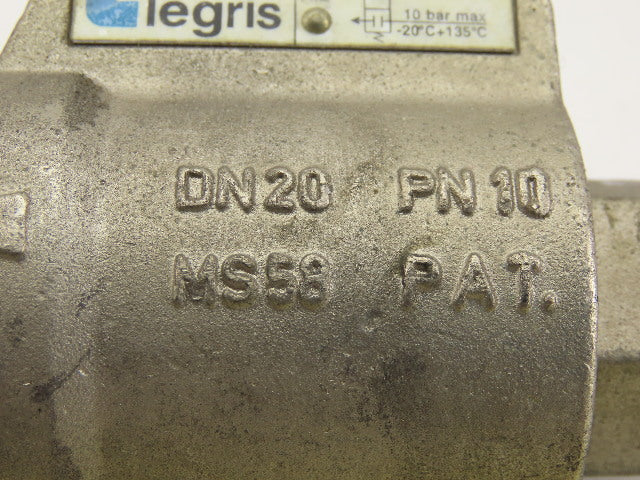 legris
10 bar max
-20°C+135°C
DN20 PN10
MS58 PAT.